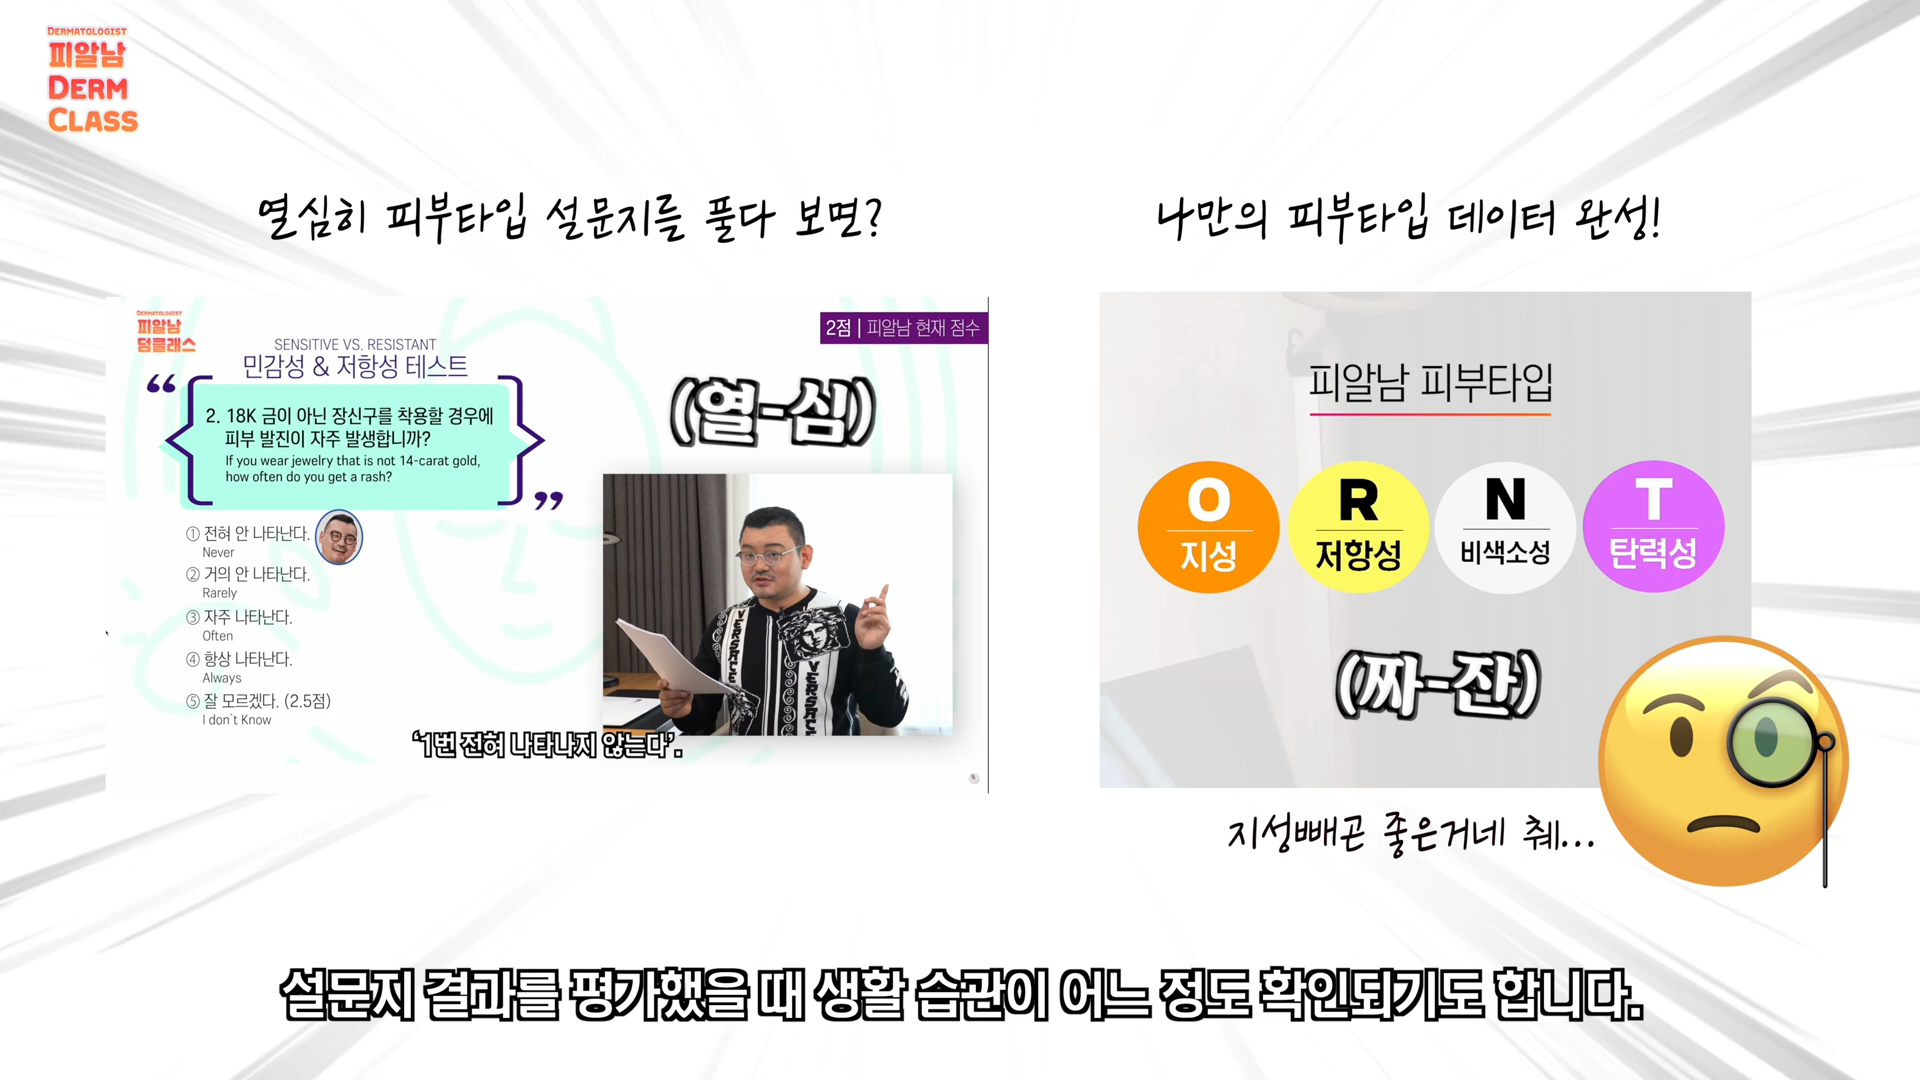 DERMATOLOGIST
피알남
DERM
CLASS
열심히 피부타입 설문지를 풀다 보면?
나만의 피부타입 데이터 완성!
DERMATOLOGIST
피알남
덤클래스
SENSITIVE VS. RESISTANT
민감성 & 저항성 테스트
2점 | 피알남 현재 점수
“
2. 18K 금이 아닌 장신구를 착용할 경우에
피부 발진이 자주 발생합니까?
If you wear jewelry that is not 14-carat gold,
how often do you get a rash?
”
① 전혀 안 나타난다.
Never
② 거의 안 나타난다.
Rarely
③ 자주 나타난다.
Often
④ 항상 나타난다.
Always
⑤ 잘 모르겠다. (2.5점)
I don`t Know
(열-심)
VERSACE
VERSACE
‘1번 전혀 나타나지 않는다’.
피알남 피부타입
O
지성
R
저항성
N
비색소성
T
탄력성
(짜-잔)
지성빼곤 좋은거네 췌...
설문지 결과를 평가했을 때 생활 습관이 어느 정도 확인되기도 합니다.